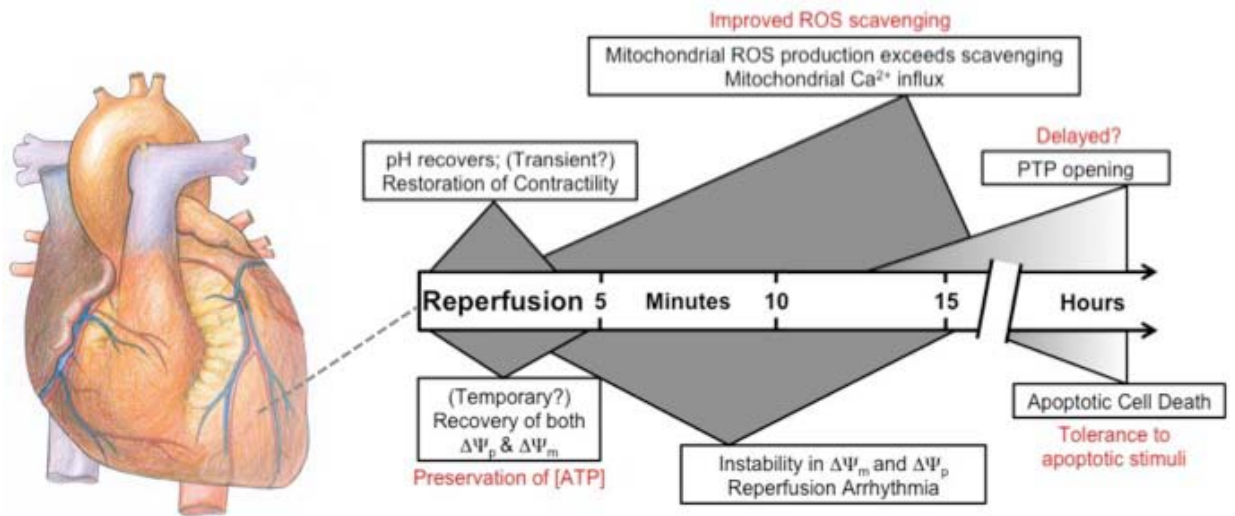 Improved ROS scavenging
Mitochondrial ROS production exceeds scavenging
Mitochondrial Ca²⁺ influx
Delayed?
PTP opening
pH recovers; (Transient?)
Restoration of Contractility
Reperfusion 5 Minutes 10 15 Hours
(Temporary?)
Recovery of both
ΔΨₚ & ΔΨₘ
Preservation of [ATP]
Instability in ΔΨₘ and ΔΨₚ
Reperfusion Arrhythmia
Apoptotic Cell Death
Tolerance to
apoptotic stimuli